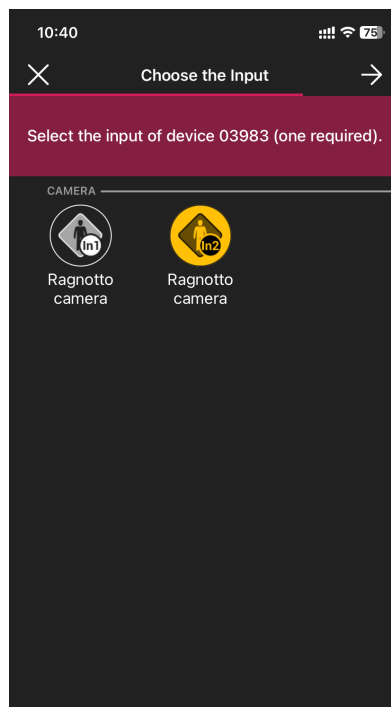 10:40
75
Choose the Input
Select the input of device 03983 (one required).
CAMERA
In1
In2
Ragnotto
camera
Ragnotto
camera